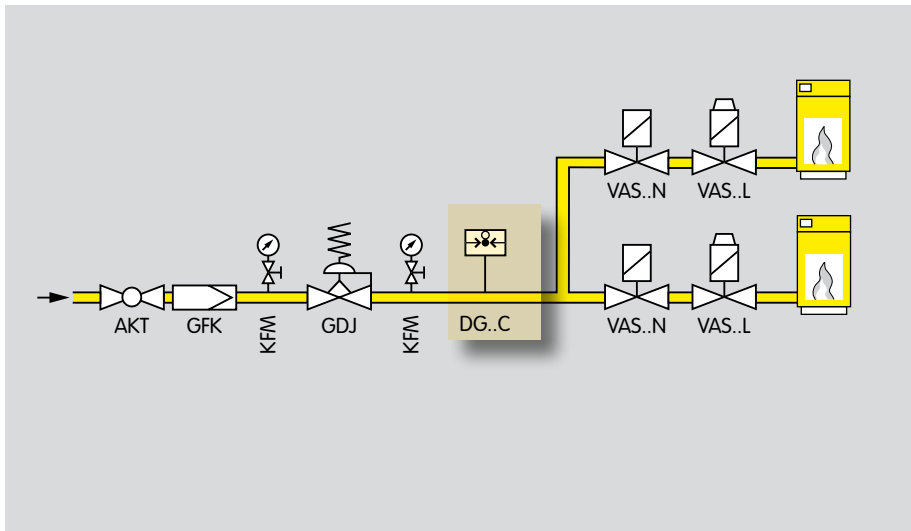 VAS..N
VAS..L
AKT
GFK
KFM
GDJ
KFM
DG..C
VAS..N
VAS..L